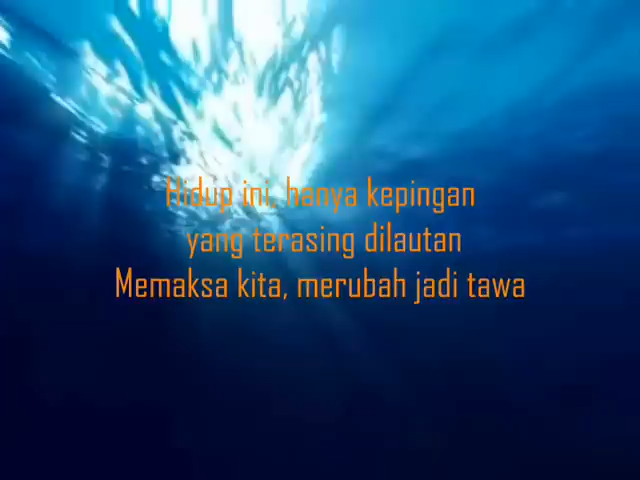 Hidup ini, hanya kepingan
yang terasing dilautan
Memaksa kita, merubah jadi tawa